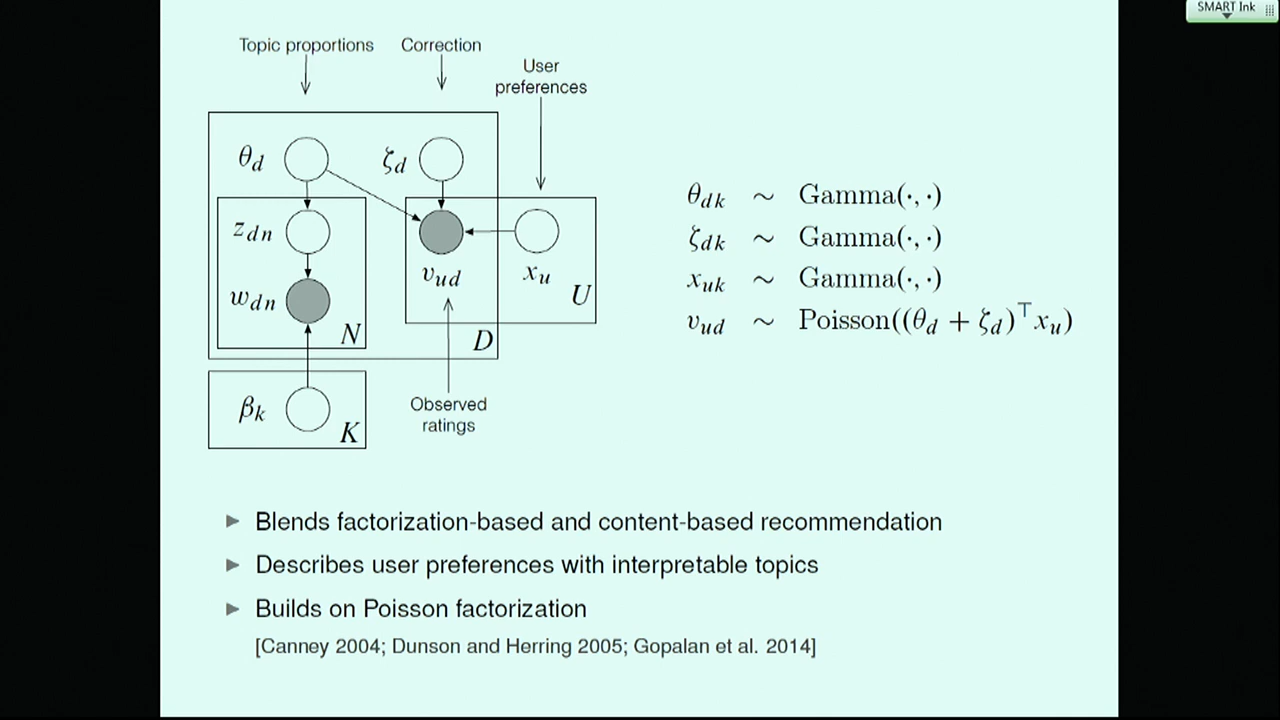 SMART Ink
Topic proportions
Correction
User
preferences
θd
ζd
zdn
vud
xu
wdn
U
N
D
βk
K
Observed
ratings
θdk ∼ Gamma(·, ·)
ζdk ∼ Gamma(·, ·)
xuk ∼ Gamma(·, ·)
vud ∼ Poisson((θd + ζd)⊤xu)
Blends factorization-based and content-based recommendation
Describes user preferences with interpretable topics
Builds on Poisson factorization
[Canney 2004; Dunson and Herring 2005; Gopalan et al. 2014]